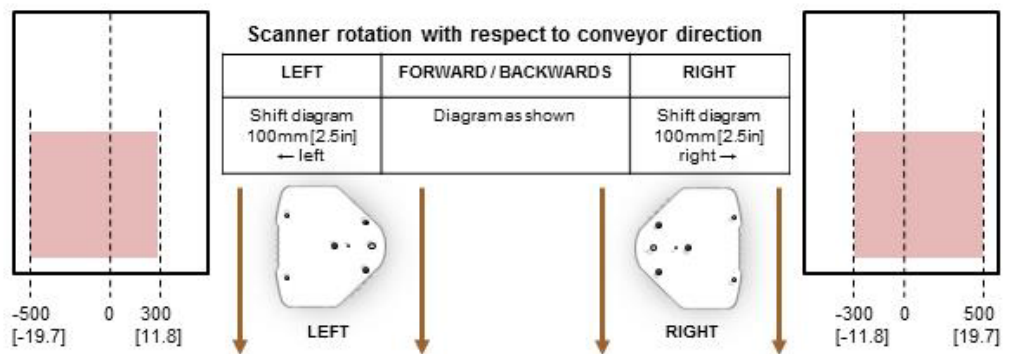 Scanner rotation with respect to conveyor direction
LEFT
FORWARD / BACKWARDS
RIGHT
Shift diagram
100mm [2.5in]
← left
Diagram as shown
Shift diagram
100mm [2.5in]
right →
-500 0 300
[-19.7] [11.8]
LEFT
RIGHT
-300 0 500
[-11.8] [19.7]